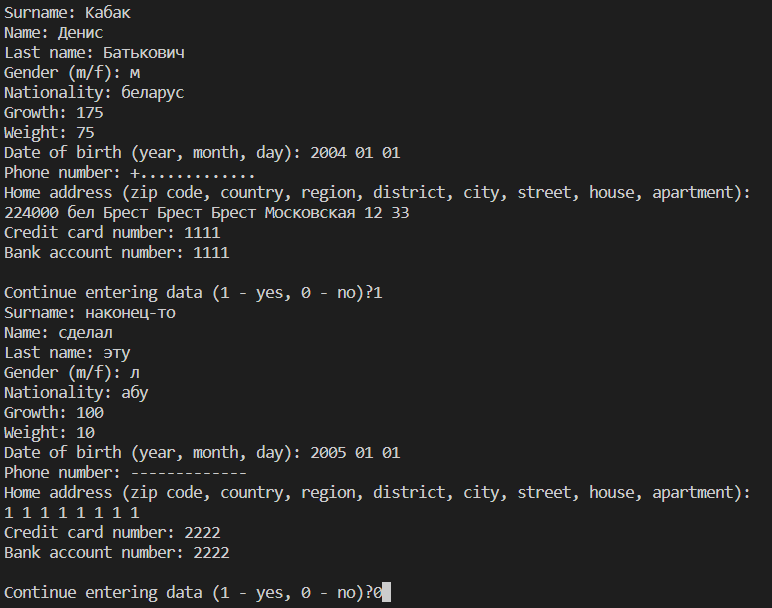 Surname: Кабак
Name: Денис
Last name: Батькович
Gender (m/f): м
Nationality: беларус
Growth: 175
Weight: 75
Date of birth (year, month, day): 2004 01 01
Phone number: +.............
Home address (zip code, country, region, district, city, street, house, apartment):
224000 бел Брест Брест Брест Московская 12 33
Credit card number: 1111
Bank account number: 1111
Continue entering data (1 - yes, 0 - no)?1
Surname: наконец-то
Name: сделал
Last name: эту
Gender (m/f): л
Nationality: абу
Growth: 100
Weight: 10
Date of birth (year, month, day): 2005 01 01
Phone number: -------------
Home address (zip code, country, region, district, city, street, house, apartment):
1 1 1 1 1 1 1 1
Credit card number: 2222
Bank account number: 2222
Continue entering data (1 - yes, 0 - no)?0